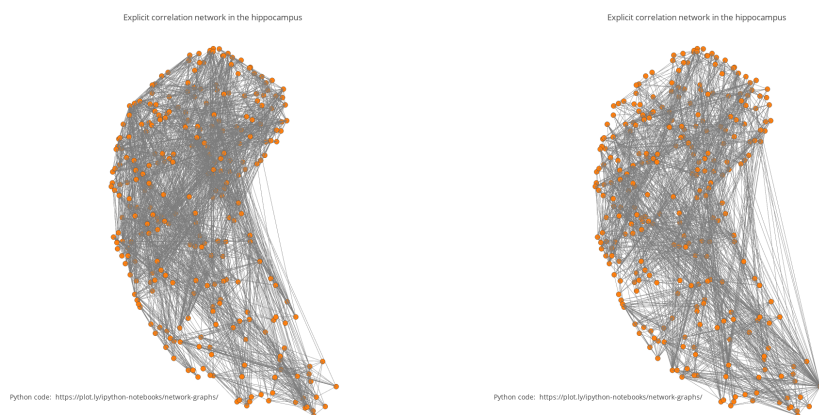 Explicit correlation network in the hippocampus
Explicit correlation network in the hippocampus
Python code: https://plot.ly/ipython-notebooks/network-graphs/
Python code: https://plot.ly/ipython-notebooks/network-graphs/